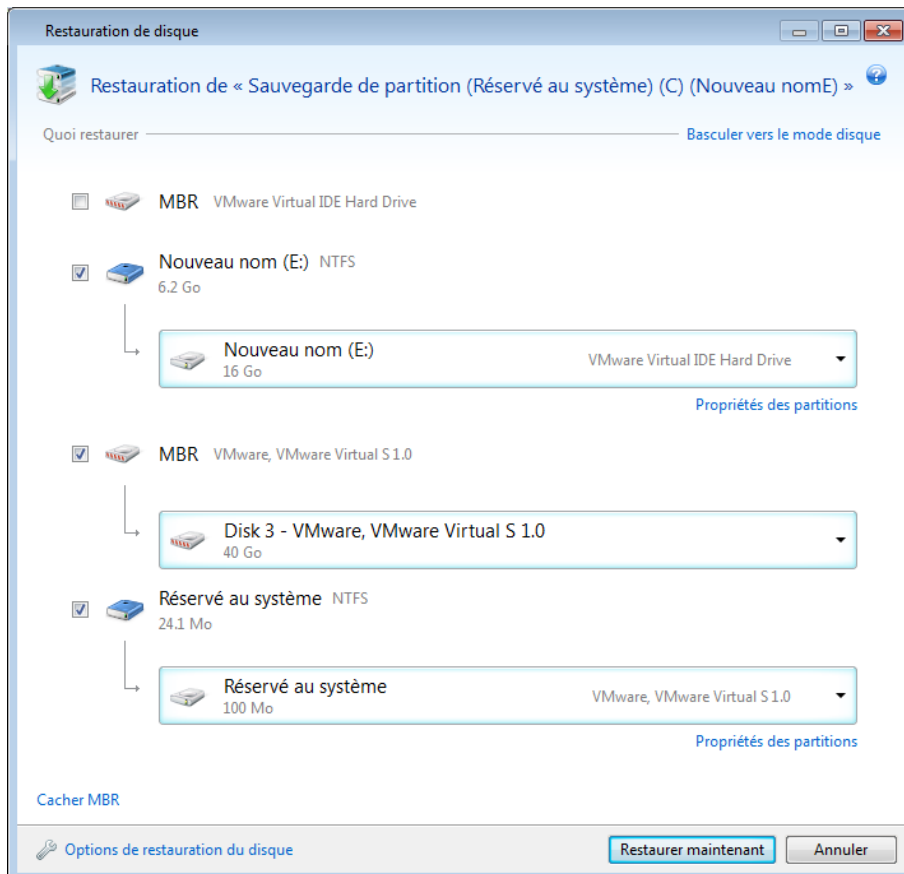 Restauration de disque
Restauration de « Sauvegarde de partition (Réservé au système) (C) (Nouveau nomE) »
?
Quoi restaurer
Basculer vers le mode disque
MBR VMware Virtual IDE Hard Drive
Nouveau nom (E:) NTFS
6.2 Go
Nouveau nom (E:)
VMware Virtual IDE Hard Drive
16 Go
Propriétés des partitions
MBR VMware, VMware Virtual S 1.0
Disk 3 - VMware, VMware Virtual S 1.0
40 Go
Réservé au système NTFS
24.1 Mo
Réservé au système
VMware, VMware Virtual S 1.0
100 Mo
Propriétés des partitions
Cacher MBR
Options de restauration du disque
Restaurer maintenant
Annuler